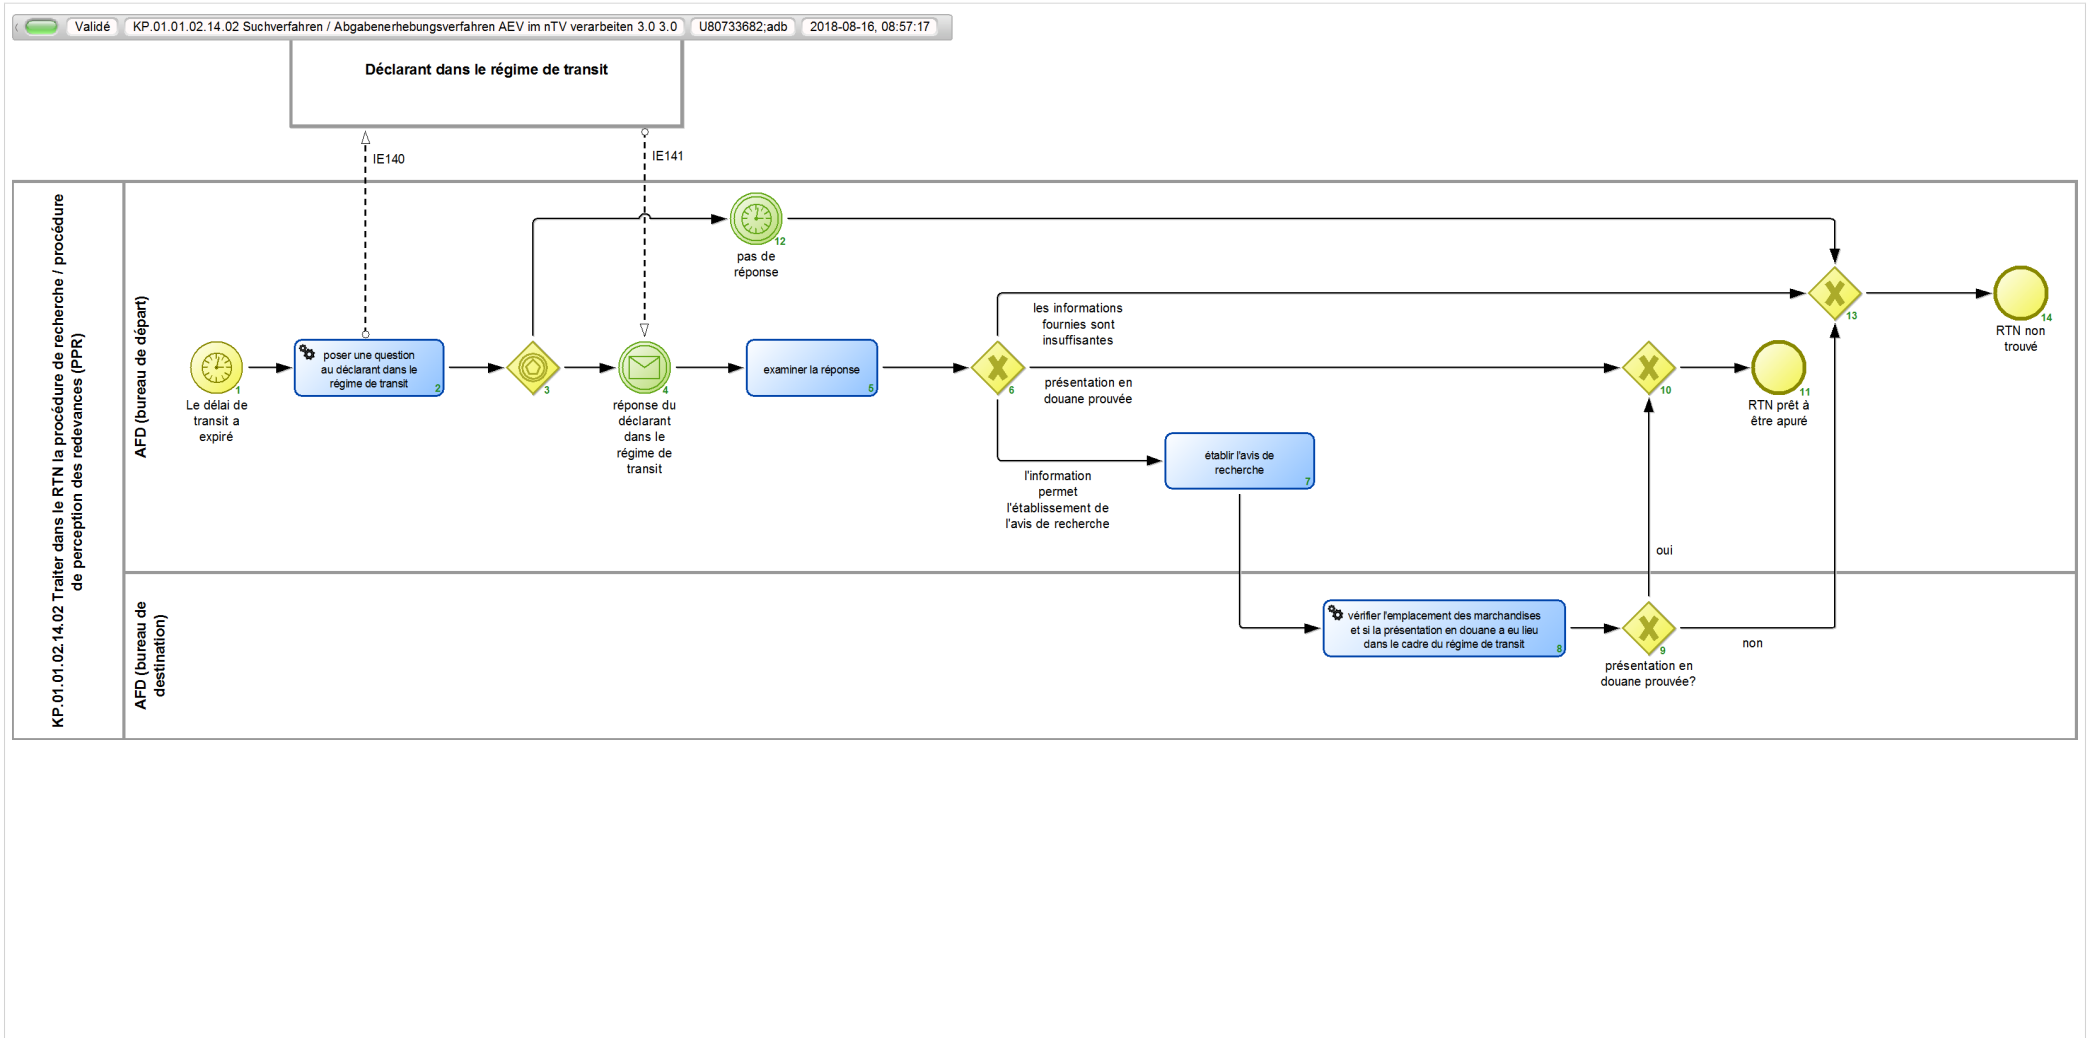 Validé
KP.01.01.02.14.02 Suchverfahren / Abgabenerhebungsverfahren AEV im nTV verarbeiten 3.0 3.0
U80733682;adb
2018-08-16, 08:57:17
Déclarant dans le régime de transit
IE140
IE141
KP.01.01.02.14.02 Traiter dans le RTN la procédure de recherche / procédure
de perception des redevances (PPR)
AFD (bureau de départ)
12
pas de
réponse
les informations
fournies sont
insuffisantes
13
14
RTN non
trouvé
1
Le délai de
transit a
expiré
poser une question
au déclarant dans le
régime de transit
2
3
4
réponse du
déclarant
dans le
régime de
transit
examiner la réponse
5
6
présentation en
douane prouvée
10
11
RTN prêt à
être apuré
l'information
permet
l'établissement de
l'avis de recherche
établir l'avis de
recherche
7
oui
AFD (bureau de
destination)
vérifier l'emplacement des marchandises
et si la présentation en douane a eu lieu
dans le cadre du régime de transit
8
9
présentation en
douane prouvée?
non